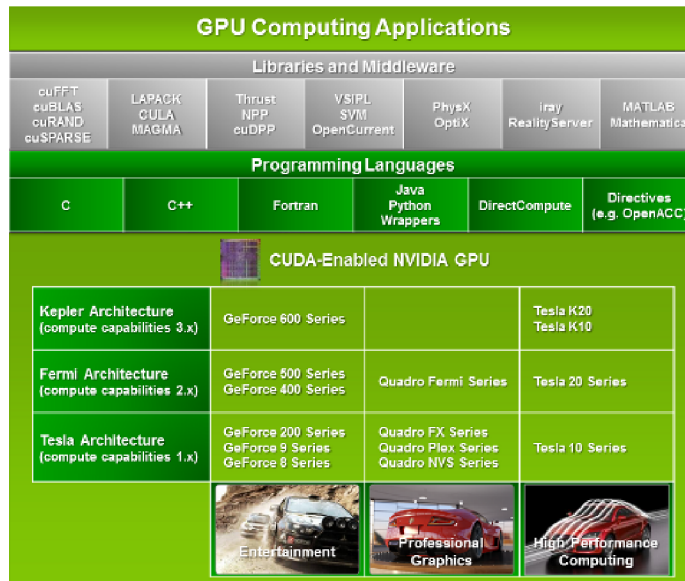 GPU Computing Applications
Libraries and Middleware
cuFFT
cuBLAS
cuRAND
cuSPARSE
LAPACK
CULA
MAGMA
Thrust
NPP
cuDPP
VSIPL
SVM
OpenCurrent
PhysX
OptiX
iray
RealityServer
MATLAB
Mathematica
Programming Languages
C
C++
Fortran
Java
Python
Wrappers
DirectCompute
Directives
(e.g. OpenACC)
CUDA-Enabled NVIDIA GPU
Kepler Architecture
(compute capabilities 3.x)
GeForce 600 Series
Tesla K20
Tesla K10
Fermi Architecture
(compute capabilities 2.x)
GeForce 500 Series
GeForce 400 Series
Quadro Fermi Series
Tesla 20 Series
Tesla Architecture
(compute capabilities 1.x)
GeForce 200 Series
GeForce 9 Series
GeForce 8 Series
Quadro FX Series
Quadro Plex Series
Quadro NVS Series
Tesla 10 Series
Entertainment
Professional
Graphics
High Performance
Computing